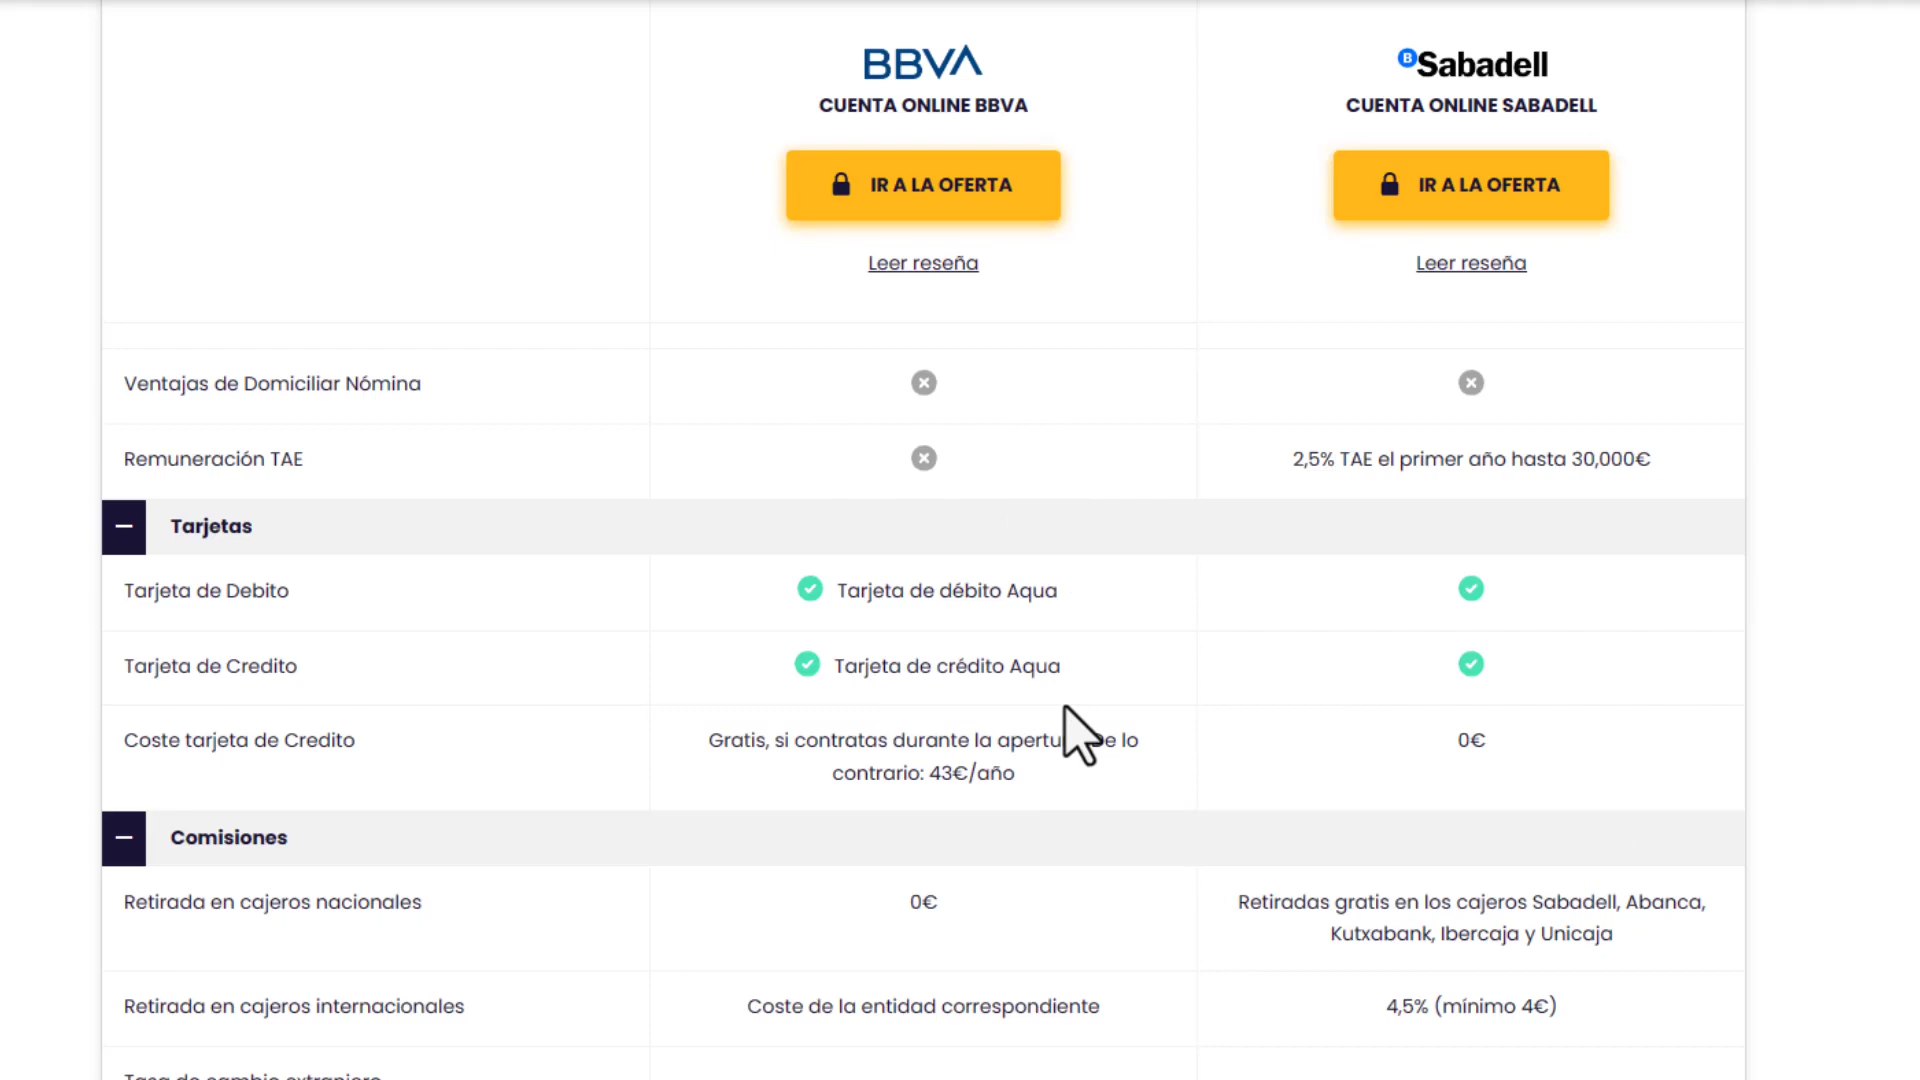 BBVA
Sabadell
CUENTA ONLINE BBVA
CUENTA ONLINE SABADELL
IR A LA OFERTA
IR A LA OFERTA
Leer reseña
Leer reseña
Ventajas de Domiciliar Nómina
Remuneración TAE
2,5% TAE el primer año hasta 30,000€
Tarjetas
Tarjeta de Debito
Tarjeta de débito Aqua
Tarjeta de Credito
Tarjeta de crédito Aqua
Coste tarjeta de Credito
Gratis, si contratas durante la lo
contrario: 43€/año
0€
Comisiones
Retirada en cajeros nacionales
0€
Retiradas gratis en los cajeros Sabadell, Abanca,
Kutxabank, Ibercaja y Unicaja
Retirada en cajeros internacionales
Coste de la entidad correspondiente
4,5% (mínimo 4€)